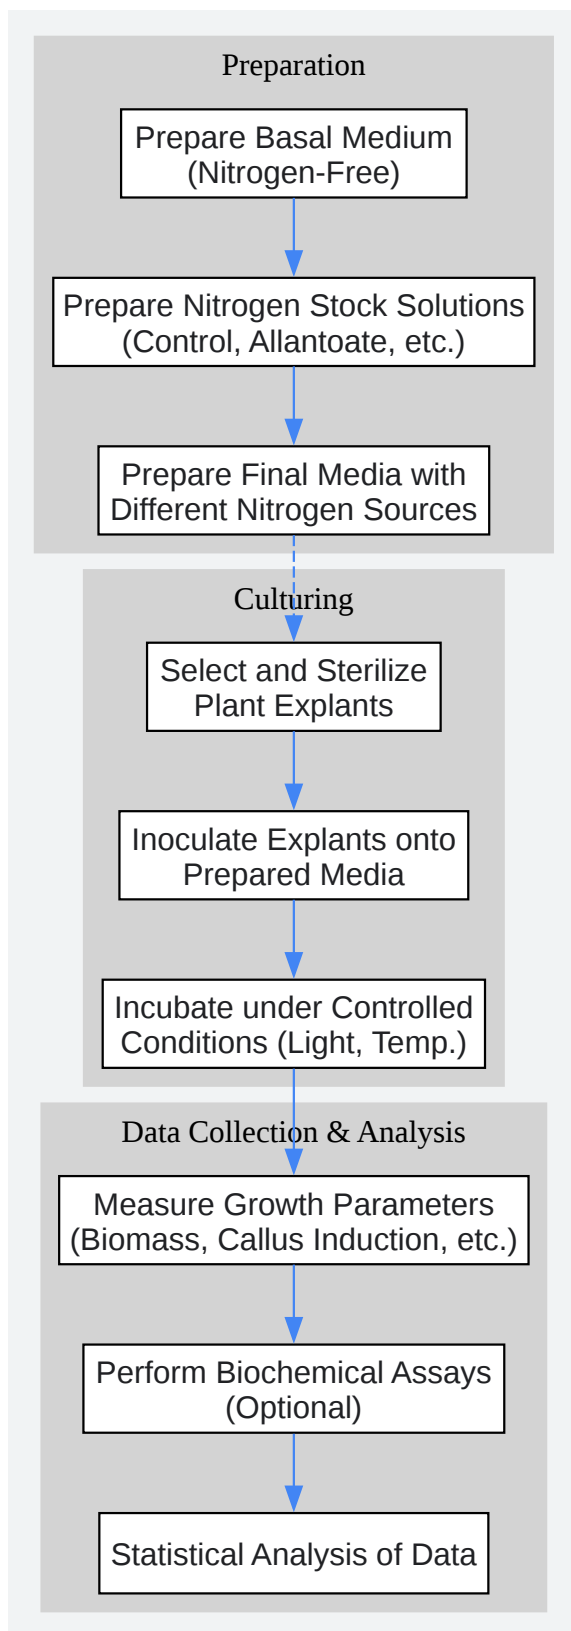 Preparation
Prepare Basal Medium
(Nitrogen-Free)
Prepare Nitrogen Stock Solutions
(Control, Allantoate, etc.)
Prepare Final Media with
Different Nitrogen Sources
Culturing
Select and Sterilize
Plant Explants
Inoculate Explants onto
Prepared Media
Incubate under Controlled
Conditions (Light, Temp.)
Data Collection & Analysis
Measure Growth Parameters
(Biomass, Callus Induction, etc.)
Perform Biochemical Assays
(Optional)
Statistical Analysis of Data